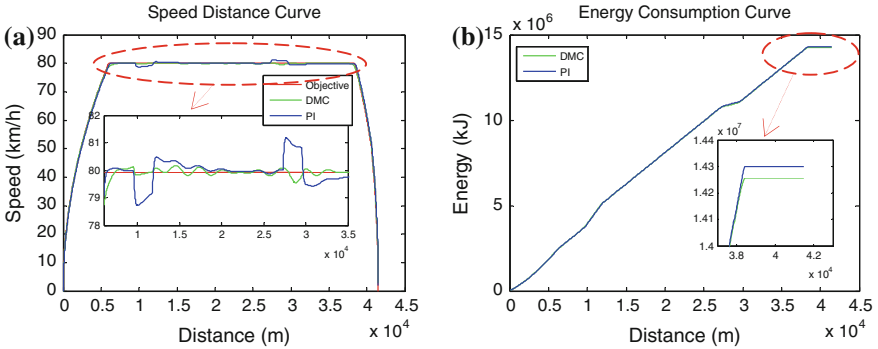 (a)
Speed Distance Curve
Speed (km/h)
90
80
70
60
50
40
30
20
10
0
0 0.5 1 1.5 2 2.5 3 3.5 4 4.5
x 10^4
Distance (m)
Objective
DMC
PI
82
81
80
79
78
1 1.5 2 2.5 3 3.5
x 10^4
(b)
Energy Consumption Curve
x 10^6
Energy (kJ)
15
10
5
0
0 0.5 1 1.5 2 2.5 3 3.5 4 4.5
x 10^4
Distance (m)
DMC
PI
x 10^7
1.44
1.43
1.42
1.41
1.4
3.8 4 4.2
x 10^4